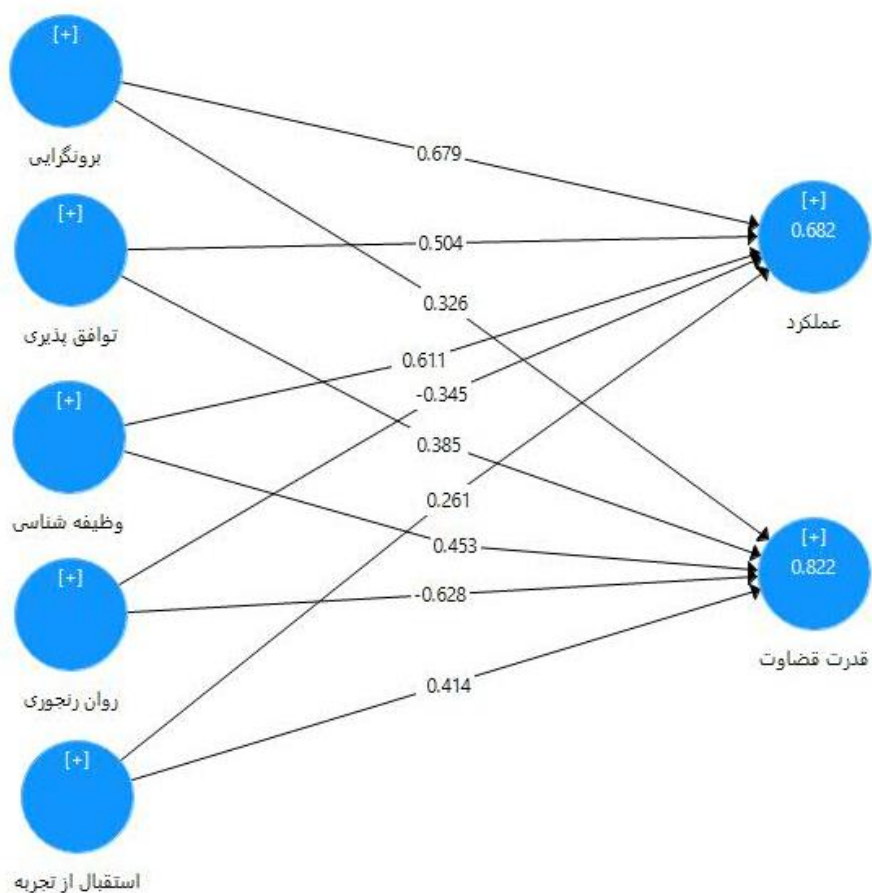 [+]
برونگرایی
[+]
توافق پذیری
[+]
وظیفه شناسی
[+]
روان رنجوری
[+]
استقبال از تجربه
0.679
0.504
0.326
0.611
-0.345
0.385
0.261
0.453
-0.628
0.414
[+]
0.682
عملکرد
[+]
0.822
قدرت قضاوت